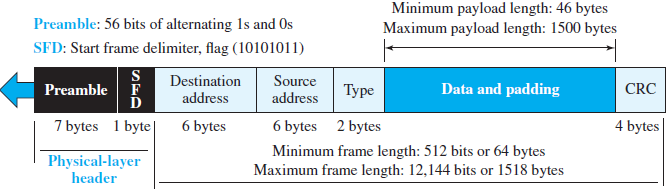 Minimum payload length: 46 bytes
Preamble: 56 bits of alternating 1s and 0s
Maximum payload length: 1500 bytes
SFD: Start frame delimiter, flag (10101011)
Preamble
S
F
D
Destination
address
Source
address
Type
Data and padding
CRC
7 bytes 1 byte 6 bytes 6 bytes 2 bytes 4 bytes
Physical-layer
header
Minimum frame length: 512 bits or 64 bytes
Maximum frame length: 12,144 bits or 1518 bytes